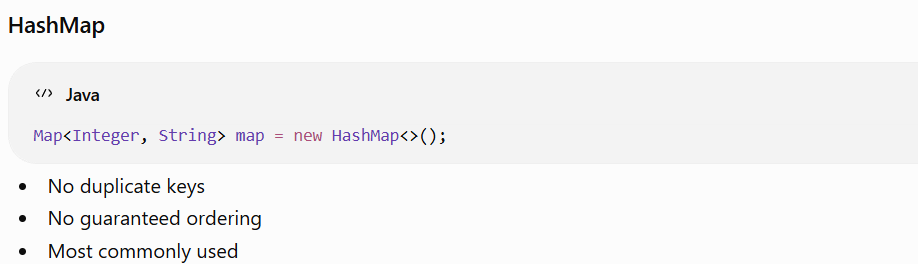 HashMap
</> Java
Map<Integer, String> map = new HashMap<>();
• No duplicate keys
• No guaranteed ordering
• Most commonly used